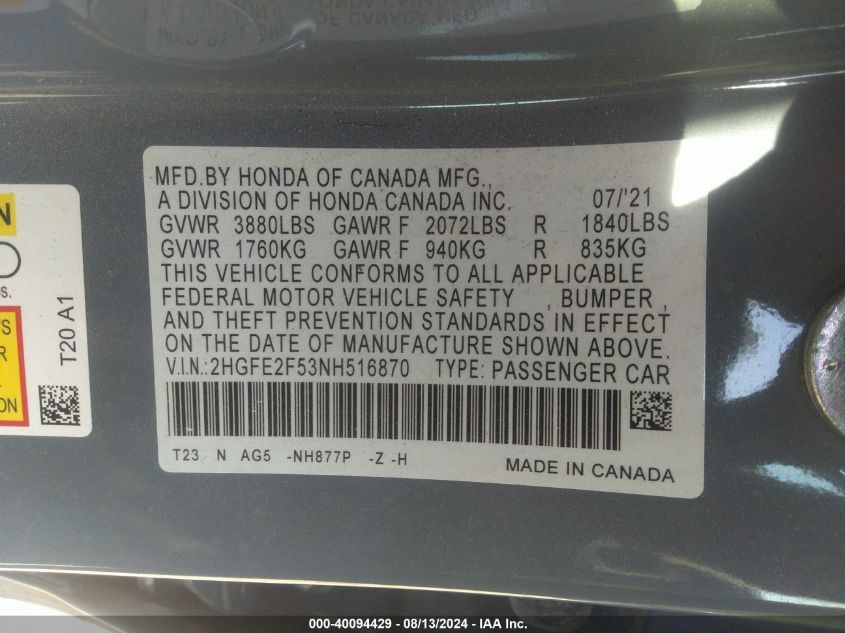 MFD.BY HONDA OF CANADA MFG.,
A DIVISION OF HONDA CANADA INC. 07/'21
GVWR 3880LBS GAWR F 2072LBS R 1840LBS
GVWR 1760KG GAWR F 940KG R 835KG
THIS VEHICLE CONFORMS TO ALL APPLICABLE
FEDERAL MOTOR VEHICLE SAFETY , BUMPER ,
AND THEFT PREVENTION STANDARDS IN EFFECT
ON THE DATE OF MANUFACTURE SHOWN ABOVE.
V.I.N.:2HGFE2F53NH516870 TYPE: PASSENGER CAR
T23 N AG5 -NH877P -Z -H
MADE IN CANADA
T20 A1
N
os.
'S
R
ION
000-40094429 - 08/13/2024 - IAA Inc.